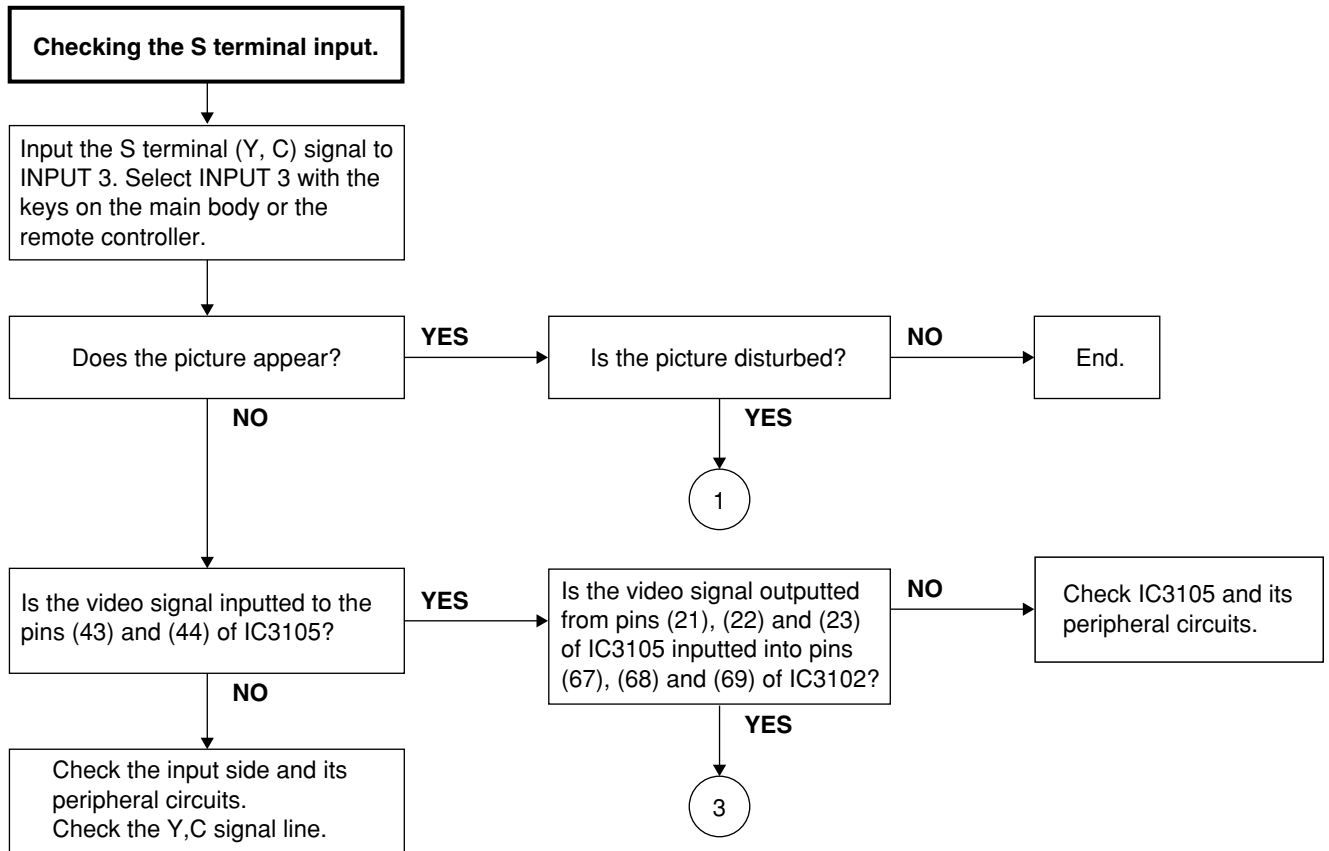 Checking the S terminal input.
Input the S terminal (Y, C) signal to
INPUT 3. Select INPUT 3 with the
keys on the main body or the
remote controller.
Does the picture appear?
YES
Is the picture disturbed?
NO
End.
NO
YES
1
Is the video signal inputted to the
pins (43) and (44) of IC3105?
YES
Is the video signal outputted
from pins (21), (22) and (23)
of IC3105 inputted into pins
(67), (68) and (69) of IC3102?
NO
Check IC3105 and its
peripheral circuits.
NO
YES
Check the input side and its
peripheral circuits.
Check the Y,C signal line.
3